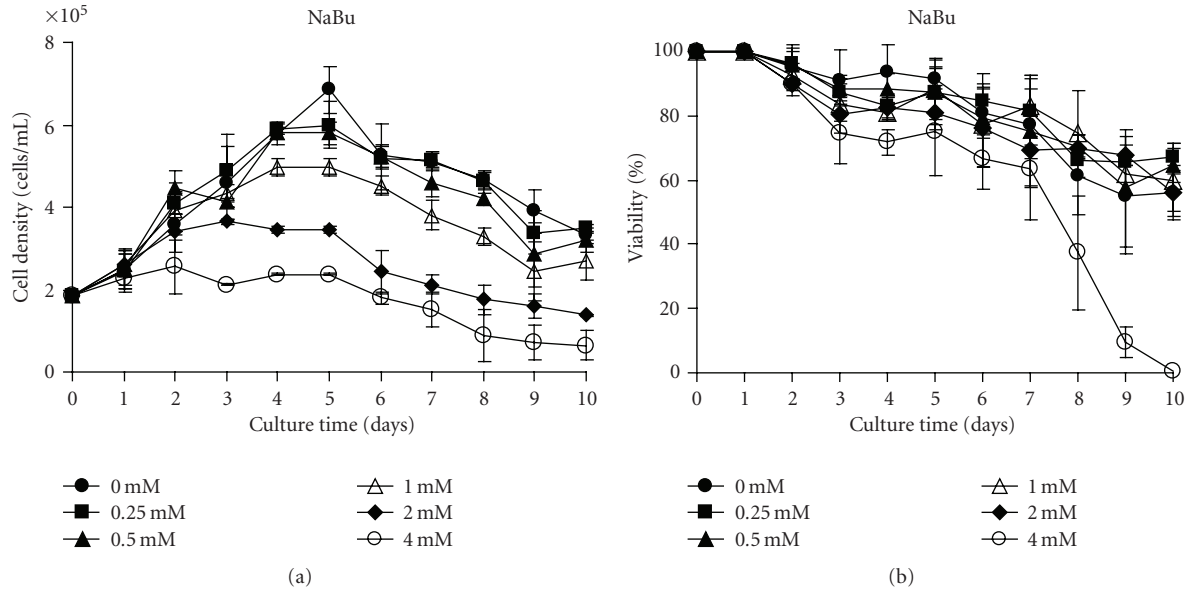 ×10⁵
NaBu
8
6
4
2
0
Cell density (cells/mL)
0 1 2 3 4 5 6 7 8 9 10
Culture time (days)
0 mM
0.25 mM
0.5 mM
1 mM
2 mM
4 mM
(a)
NaBu
100
80
60
40
20
0
Viability (%)
0 1 2 3 4 5 6 7 8 9 10
Culture time (days)
0 mM
0.25 mM
0.5 mM
1 mM
2 mM
4 mM
(b)